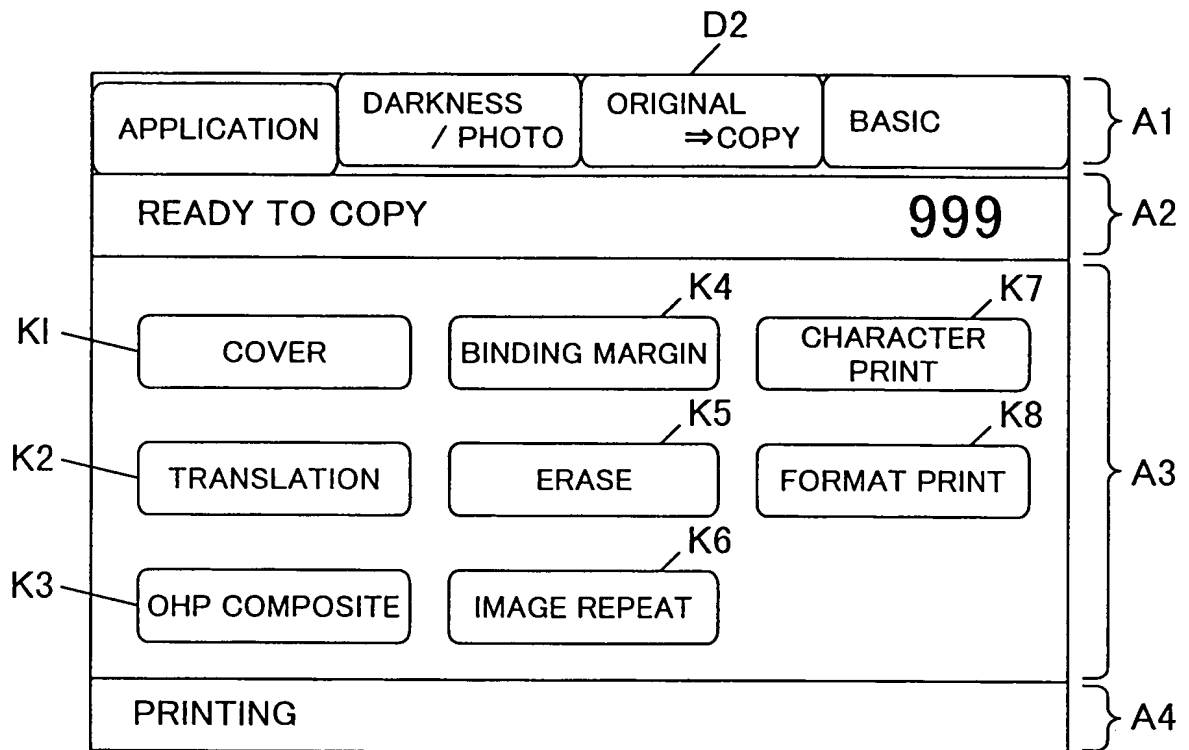 D2
APPLICATION
DARKNESS
/ PHOTO
ORIGINAL
⇒COPY
BASIC
A1
READY TO COPY
999
A2
K1
COVER
K4
BINDING MARGIN
K7
CHARACTER
PRINT
K2
TRANSLATION
K5
ERASE
K8
FORMAT PRINT
A3
K3
OHP COMPOSITE
K6
IMAGE REPEAT
PRINTING
A4